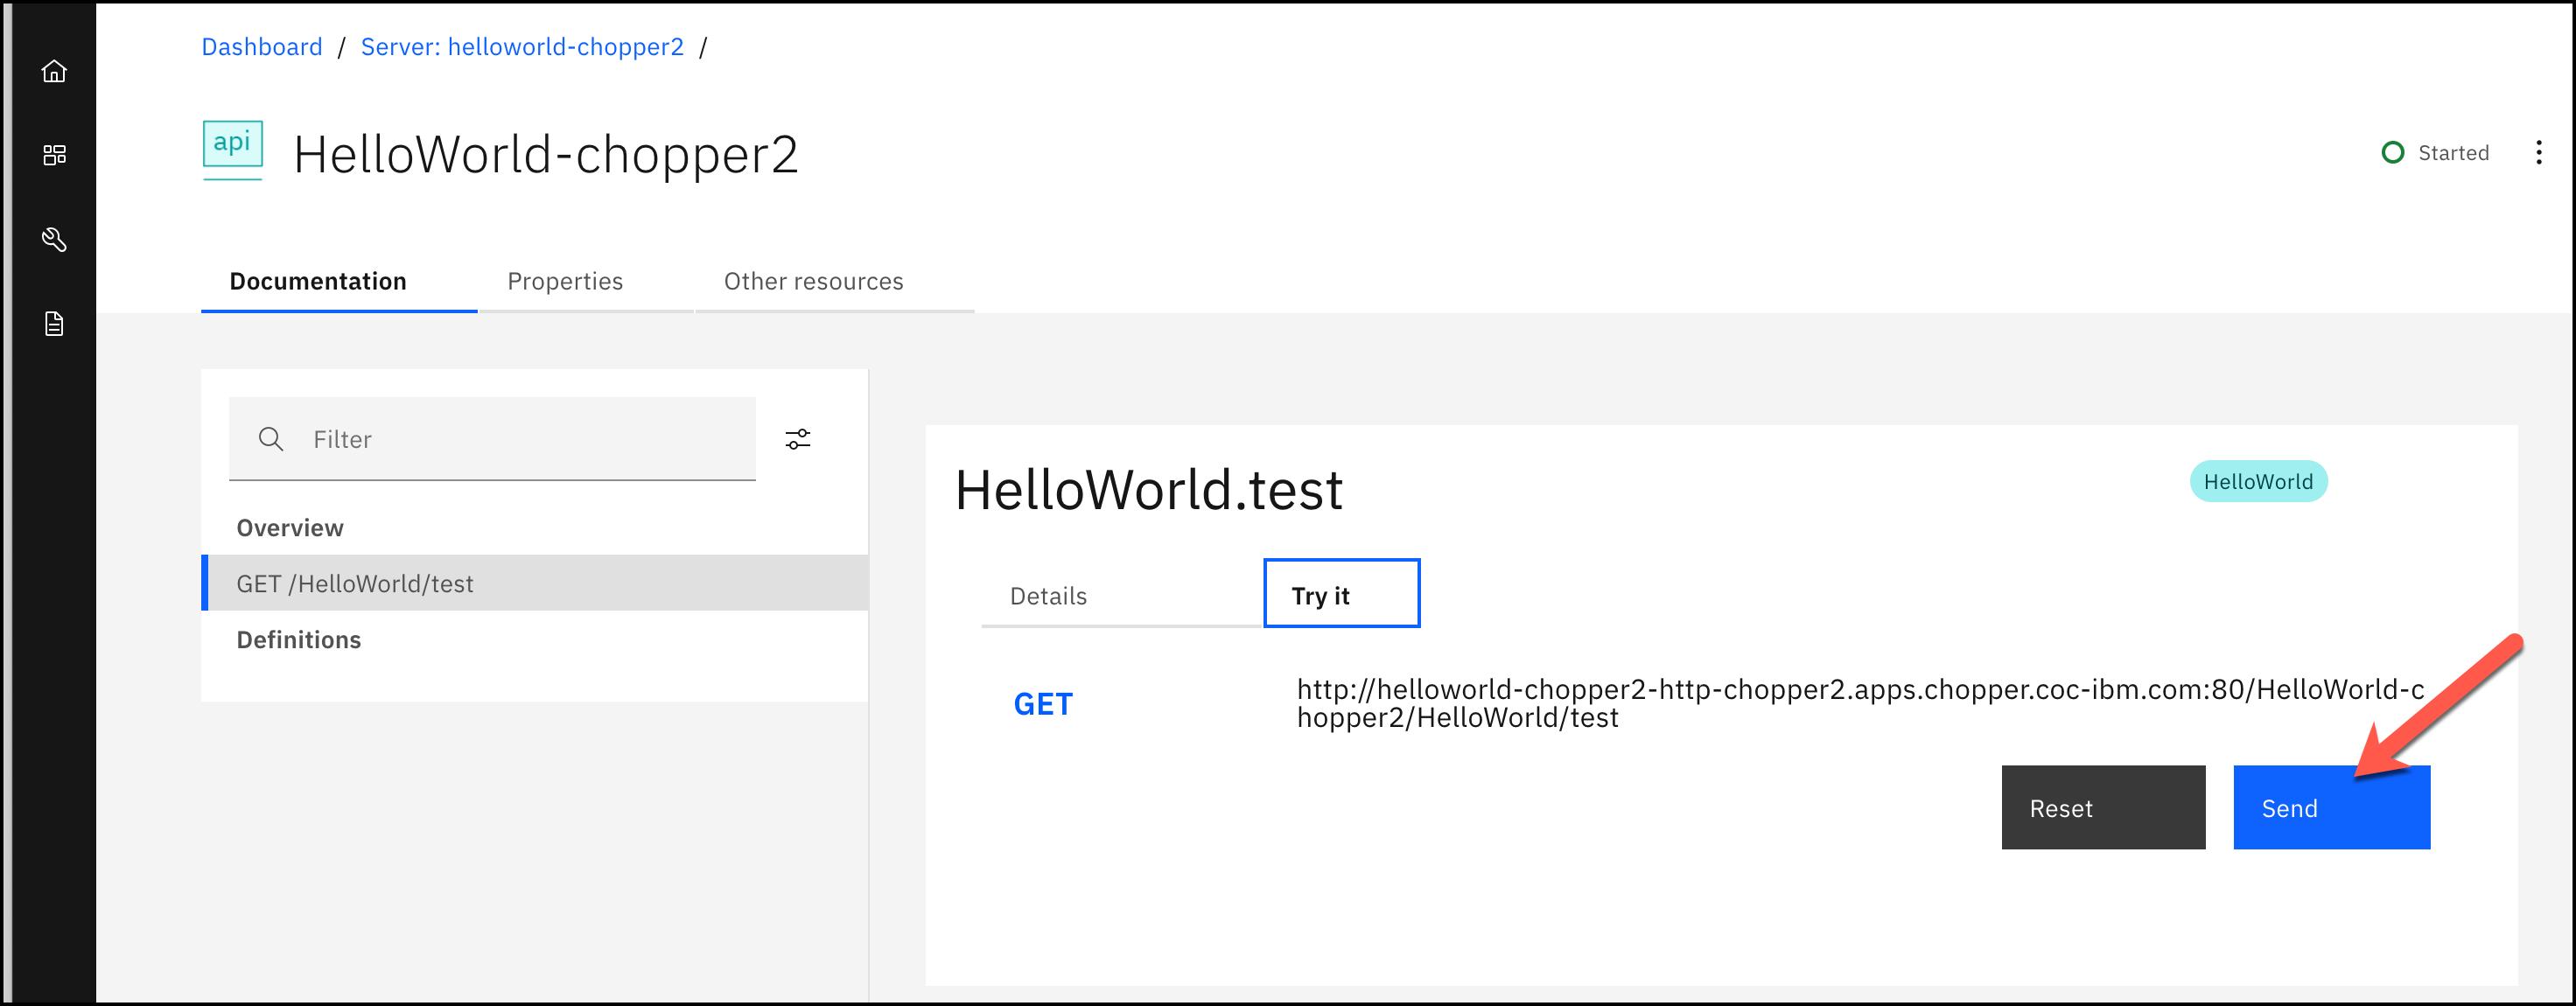 Dashboard / Server: helloworld-chopper2 /
api
HelloWorld-chopper2
Started
Documentation
Properties
Other resources
Filter
Overview
GET /HelloWorld/test
Definitions
HelloWorld.test
HelloWorld
Details
Try it
GET
http://helloworld-chopper2-http-chopper2.apps.chopper.coc-ibm.com:80/HelloWorld-c
hopper2/HelloWorld/test
Reset
Send